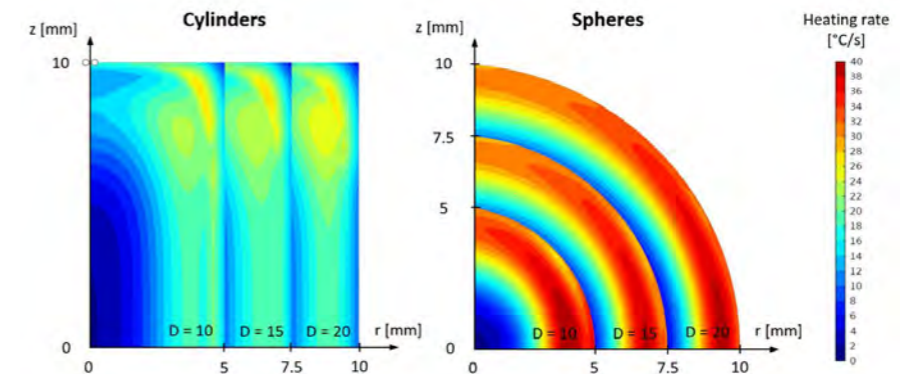 Cylinders
Spheres
Heating rate
[°C/s]
z [mm]
z [mm]
10
10
7.5
5
0
0
D = 10
D = 15
D = 20
r [mm]
D = 10
D = 15
D = 20
r [mm]
0
5
7.5
10
0
5
7.5
10
40
38
36
34
32
30
28
26
24
22
20
18
16
14
12
10
8
6
4
2
0